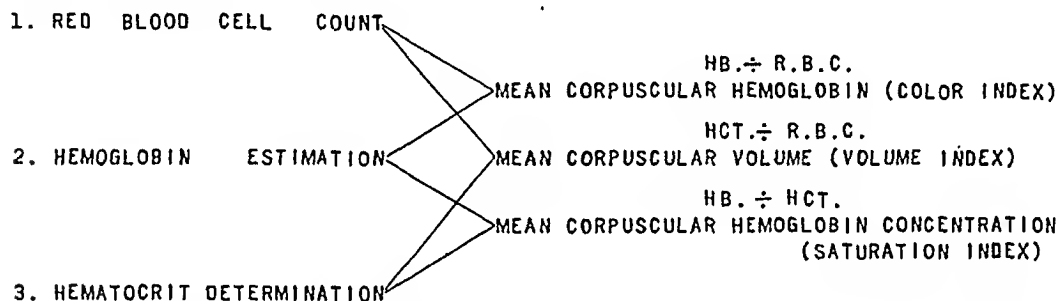 1. RED BLOOD CELL COUNT
HB.÷ R.B.C.
MEAN CORPUSCULAR HEMOGLOBIN (COLOR INDEX)
HCT.÷ R.B.C.
2. HEMOGLOBIN ESTIMATION
MEAN CORPUSCULAR VOLUME (VOLUME INDEX)
HB. ÷ HCT.
MEAN CORPUSCULAR HEMOGLOBIN CONCENTRATION
(SATURATION INDEX)
3. HEMATOCRIT DETERMINATION